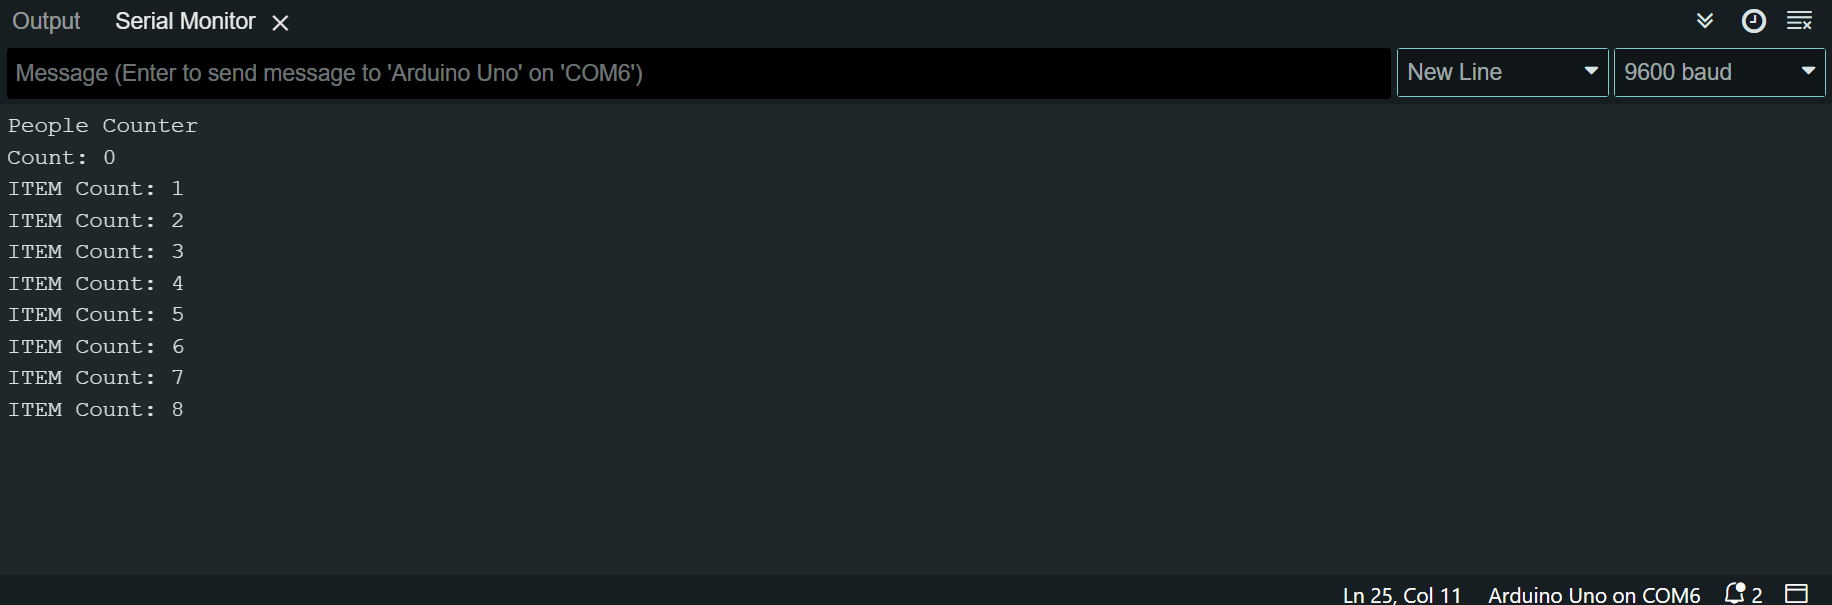 Output Serial Monitor
Message (Enter to send message to 'Arduino Uno' on 'COM6') New Line 9600 baud
People Counter
Count: 0
ITEM Count: 1
ITEM Count: 2
ITEM Count: 3
ITEM Count: 4
ITEM Count: 5
ITEM Count: 6
ITEM Count: 7
ITEM Count: 8
Ln 25, Col 11 Arduino Uno on COM6 2